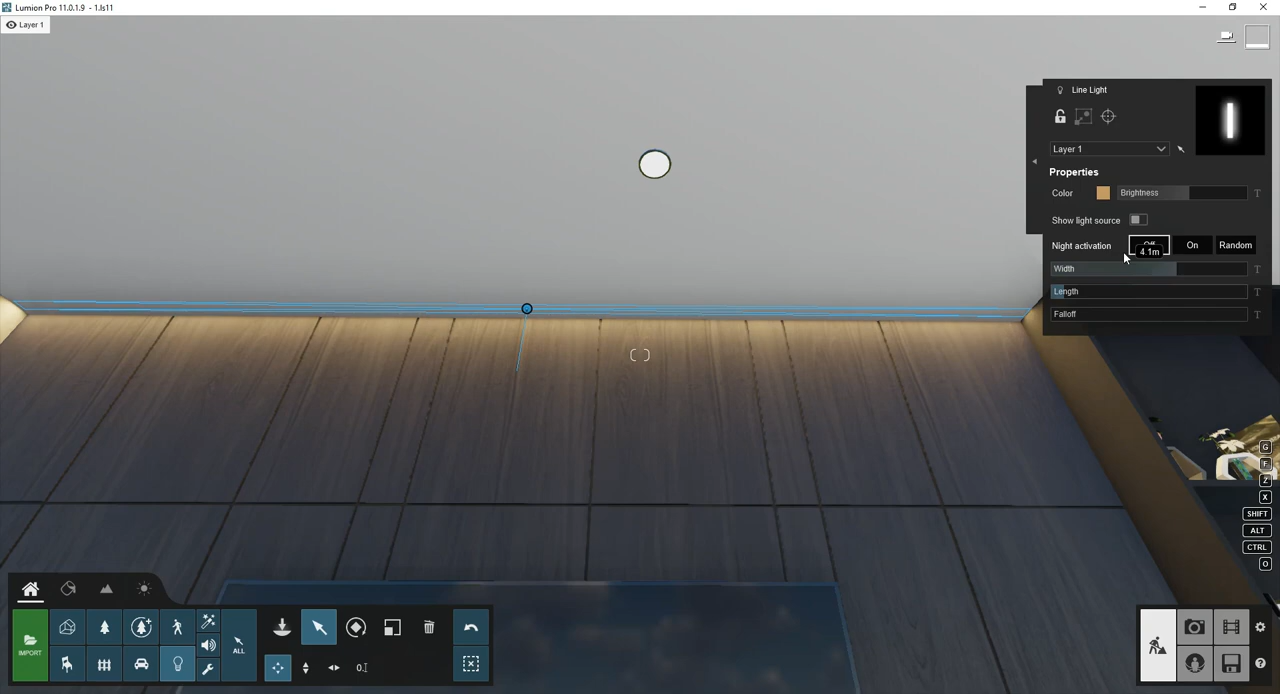 Lumion Pro 11.0.1.9 - 1.ls11
Layer 1
Line Light
Layer 1
Properties
Color
Brightness
T
Show light source
Night activation
On
Random
4.1m
Width
T
Length
T
Falloff
T
G
F
Z
X
SHIFT
ALT
CTRL
O
IMPORT
ALL
0.